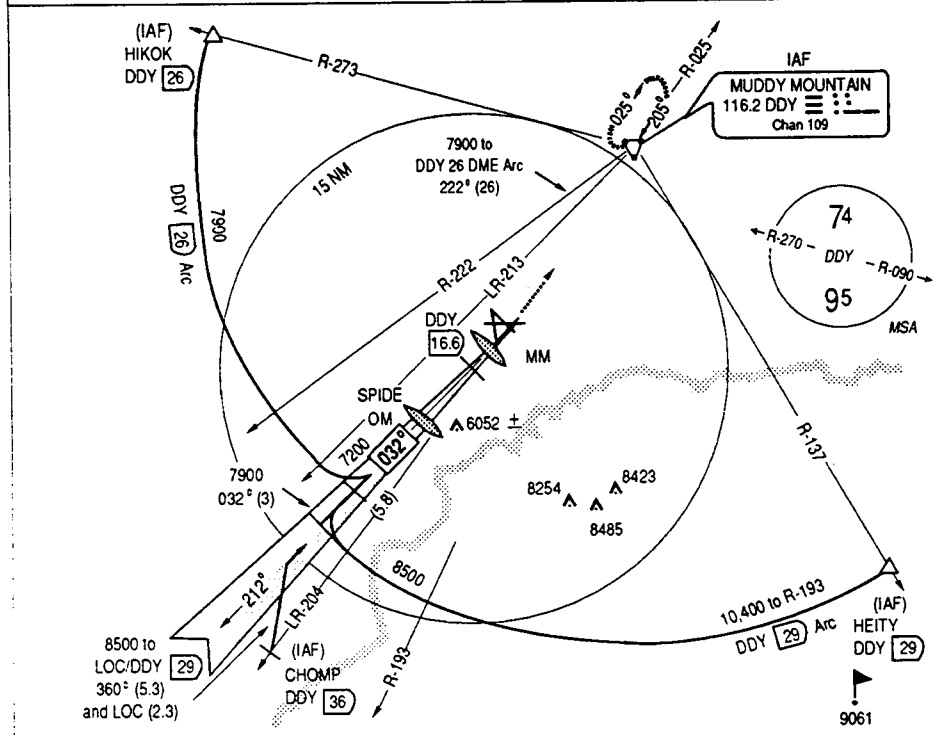 (IAF)
HIKOK
DDY 26
R-273
R-025
025°
205°
IAF
MUDDY MOUNTAIN
116.2 DDY
Chan 109
7900 to
DDY 26 DME Arc
222° (26)
15 NM
DDY 26 Arc
7900
R-222
LR-213
74
R-270
DDY
R-090
95
MSA
DDY
16.6
MM
SPIDE
OM
6052 ±
7200
032°
7900
032° (3)
(5.8)
R-137
8254
8423
8485
212°
LR-204
8500
10,400 to R-193
DDY 29 Arc
(IAF)
HEITY
DDY 29
8500 to
LOC/DDY 29
360° (5.3)
and LOC (2.3)
(IAF)
CHOMP
DDY 36
R-193
9061